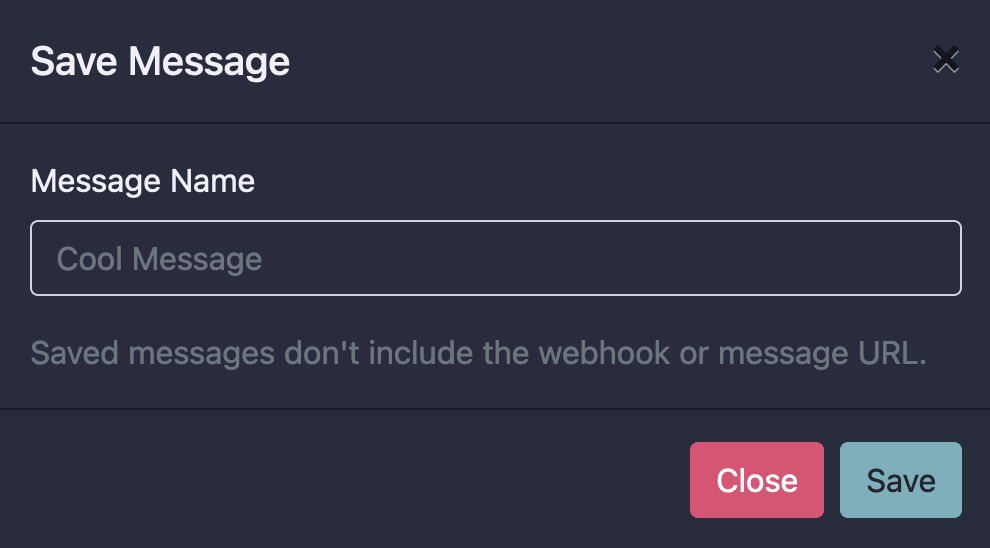 Save Message
Message Name
Cool Message
Saved messages don't include the webhook or message URL.
Close
Save